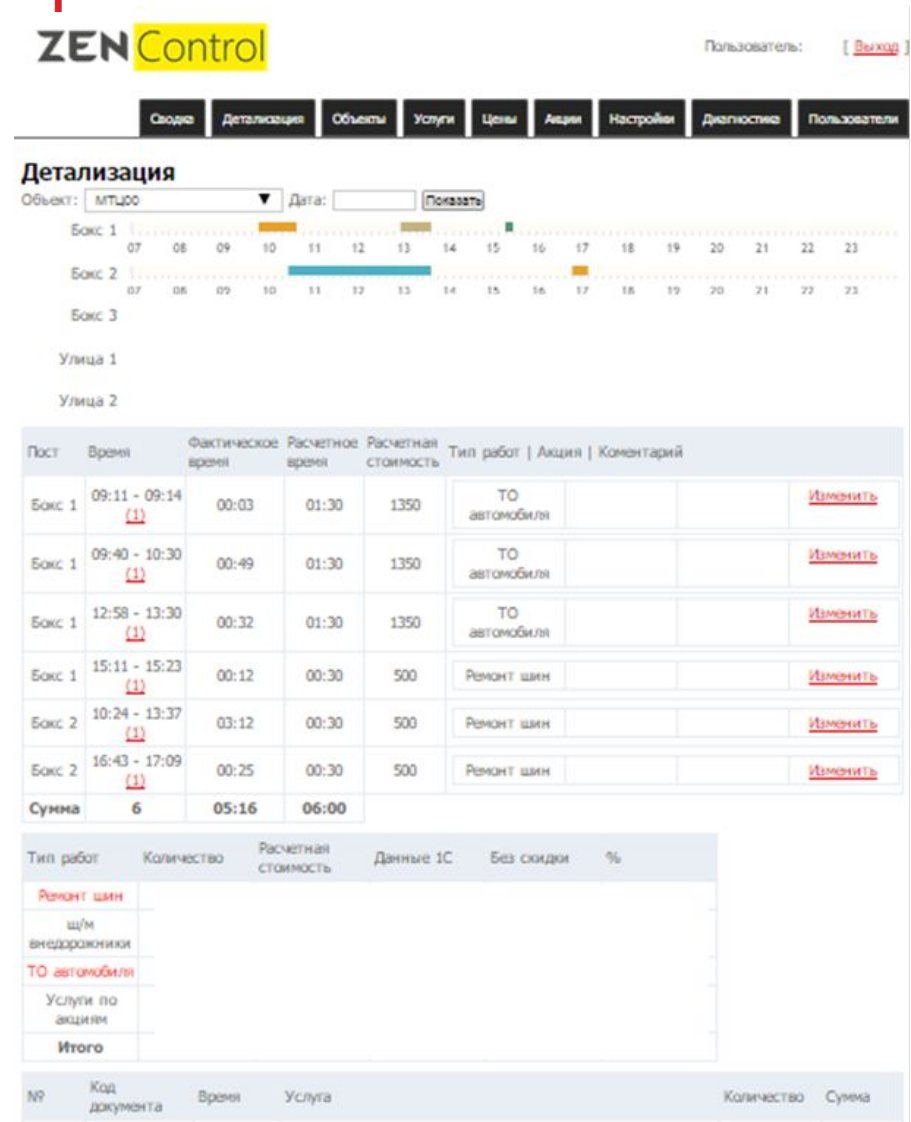 ZEN Control
Пользователь: [ Выход ]
Сводка Детализация Объекты Услуги Цены Акции Настройки Диагностика Пользователи
Детализация
Объект: МТЦ00 ▼ Дата: Показать
Бокс 1
07 08 09 10 11 12 13 14 15 16 17 18 19 20 21 22 23
Бокс 2
07 08 09 10 11 12 13 14 15 16 17 18 19 20 21 22 23
Бокс 3
Улица 1
Улица 2
Пост Время Фактическое время Расчетное время Расчетная стоимость Тип работ | Акция | Коментарий
Бокс 1 09:11 - 09:14 (1) 00:03 01:30 1350 ТО автомобиля Изменить
Бокс 1 09:40 - 10:30 (1) 00:49 01:30 1350 ТО автомобиля Изменить
Бокс 1 12:58 - 13:30 (1) 00:32 01:30 1350 ТО автомобиля Изменить
Бокс 1 15:11 - 15:23 (1) 00:12 00:30 500 Ремонт шин Изменить
Бокс 2 10:24 - 13:37 (1) 03:12 00:30 500 Ремонт шин Изменить
Бокс 2 16:43 - 17:09 (1) 00:25 00:30 500 Ремонт шин Изменить
Сумма 6 05:16 06:00
Тип работ Количество Расчетная стоимость Данные 1С Без скидки %
Ремонт шин
ш/м внедорожники
ТО автомобиля
Услуги по акциям
Итого
№ Код документа Время Услуга Количество Сумма